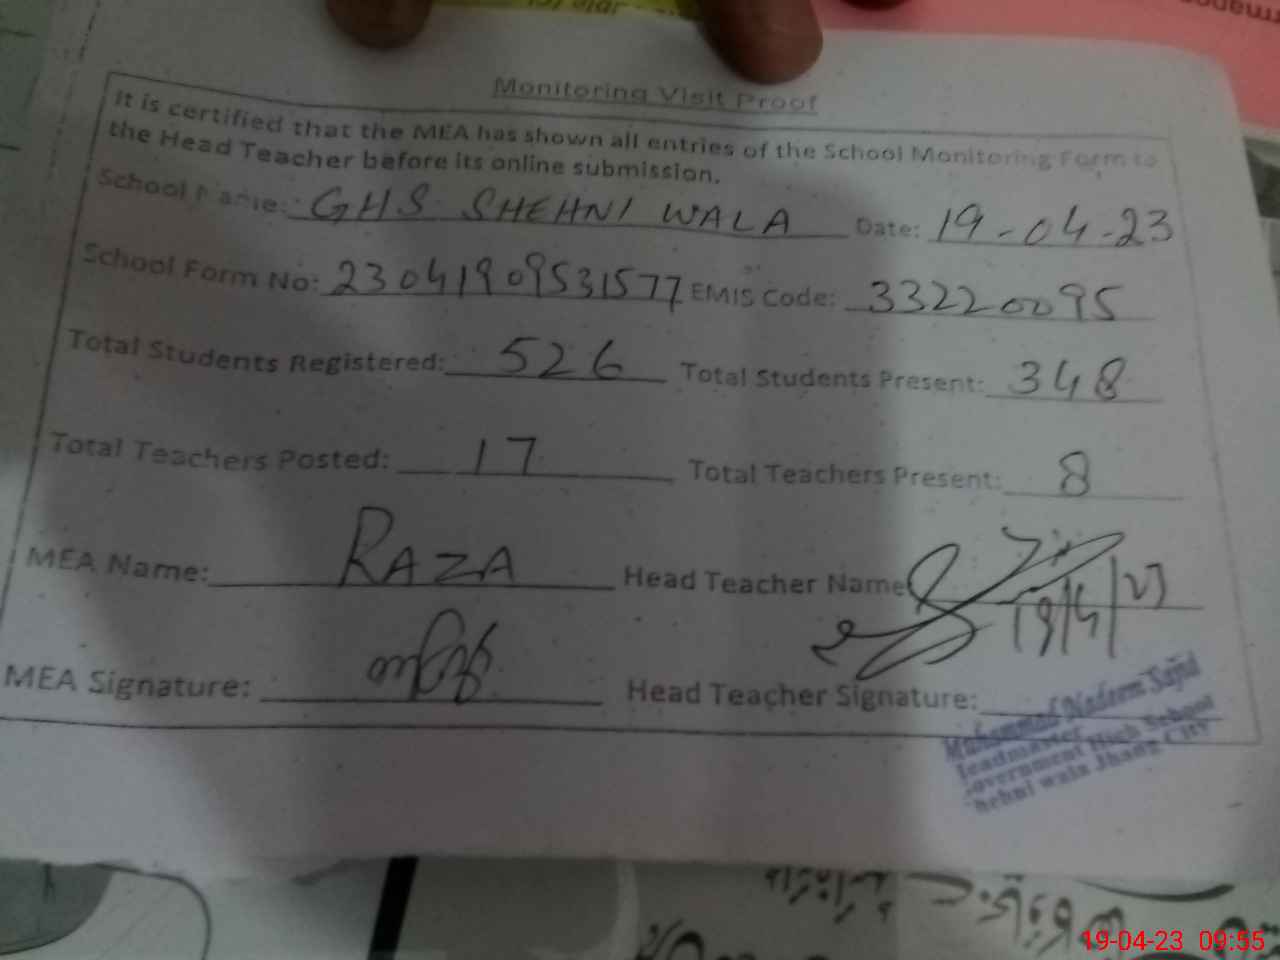 Monitoring Visit Proof
It is certified that the MEA has shown all entries of the School Monitoring Form to
the Head Teacher before its online submission.
School Name: GHS SHEHNI WALA Date: 19-04-23
School Form No: 23041909531577 EMIS Code: 33220095
Total Students Registered: 526 Total Students Present: 348
Total Teachers Posted: 17 Total Teachers Present: 8
MEA Name: RAZA Head Teacher Name
19/4/23
MEA Signature: Head Teacher Signature:
Muhammad Nadeem Sajid
Headmaster
Government High School
Shehni wala Jhang City
19-04-23 09:55